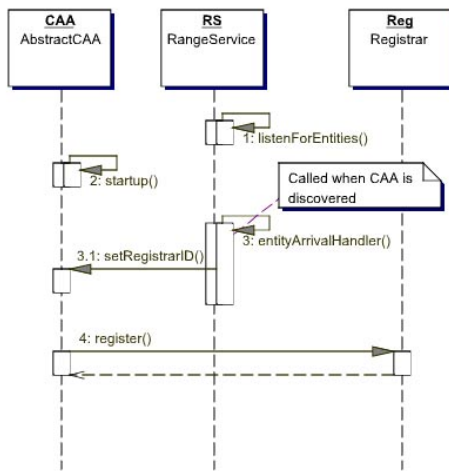 CAA
AbstractCAA
RS
RangeService
Reg
Registrar
1: listenForEntities()
2: startup()
Called when CAA is
discovered
3: entityArrivalHandler()
3.1: setRegistrarID()
4: register()